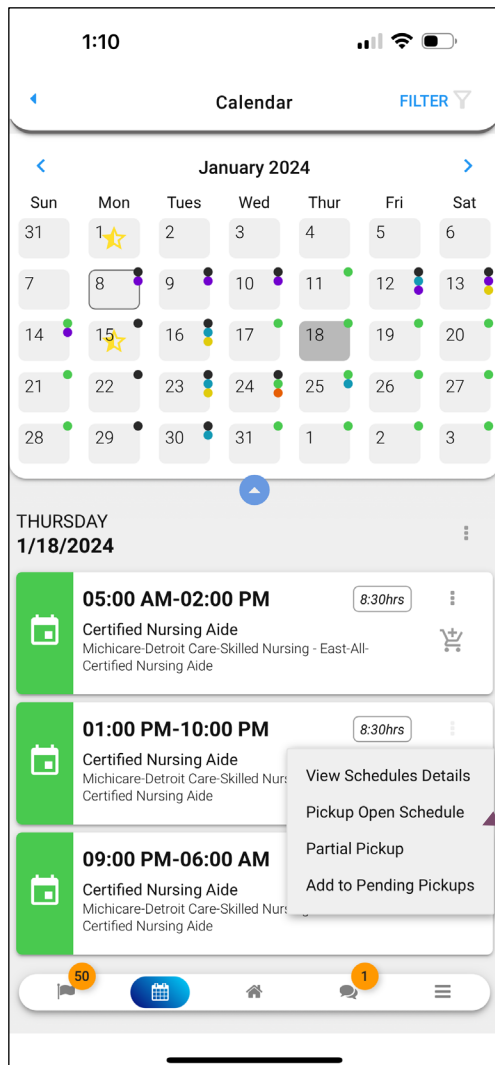 1:10
Calendar
FILTER
January 2024
Sun Mon Tues Wed Thur Fri Sat
31 1 2 3 4 5 6
7 8 9 10 11 12 13
14 15 16 17 18 19 20
21 22 23 24 25 26 27
28 29 30 31 1 2 3
THURSDAY
1/18/2024
05:00 AM-02:00 PM 8:30hrs
Certified Nursing Aide
Michicare-Detroit Care-Skilled Nursing - East-All-
Certified Nursing Aide
01:00 PM-10:00 PM 8:30hrs
Certified Nursing Aide
Michicare-Detroit Care-Skilled Nurs
Certified Nursing Aide
View Schedules Details
Pickup Open Schedule
Partial Pickup
Add to Pending Pickups
09:00 PM-06:00 AM
Certified Nursing Aide
Michicare-Detroit Care-Skilled Nurs
Certified Nursing Aide
50
1